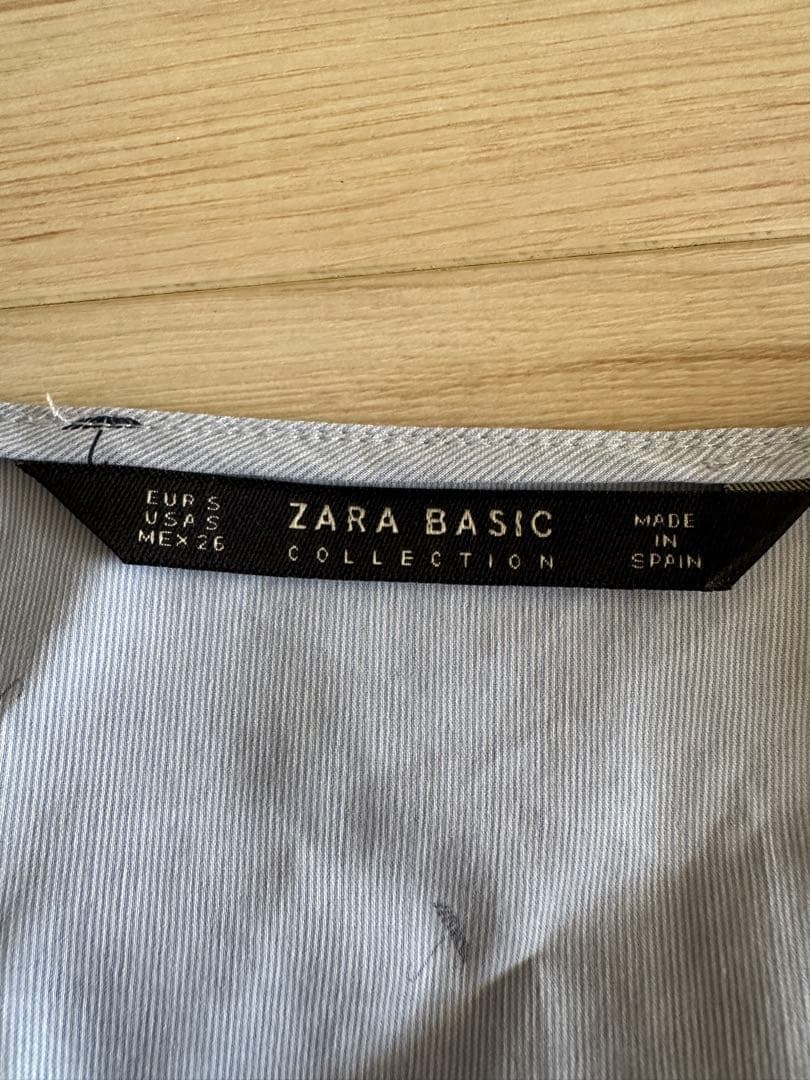 EUR S
USA S
MEX 26
ZARA BASIC
COLLECTION
MADE
IN
SPAIN